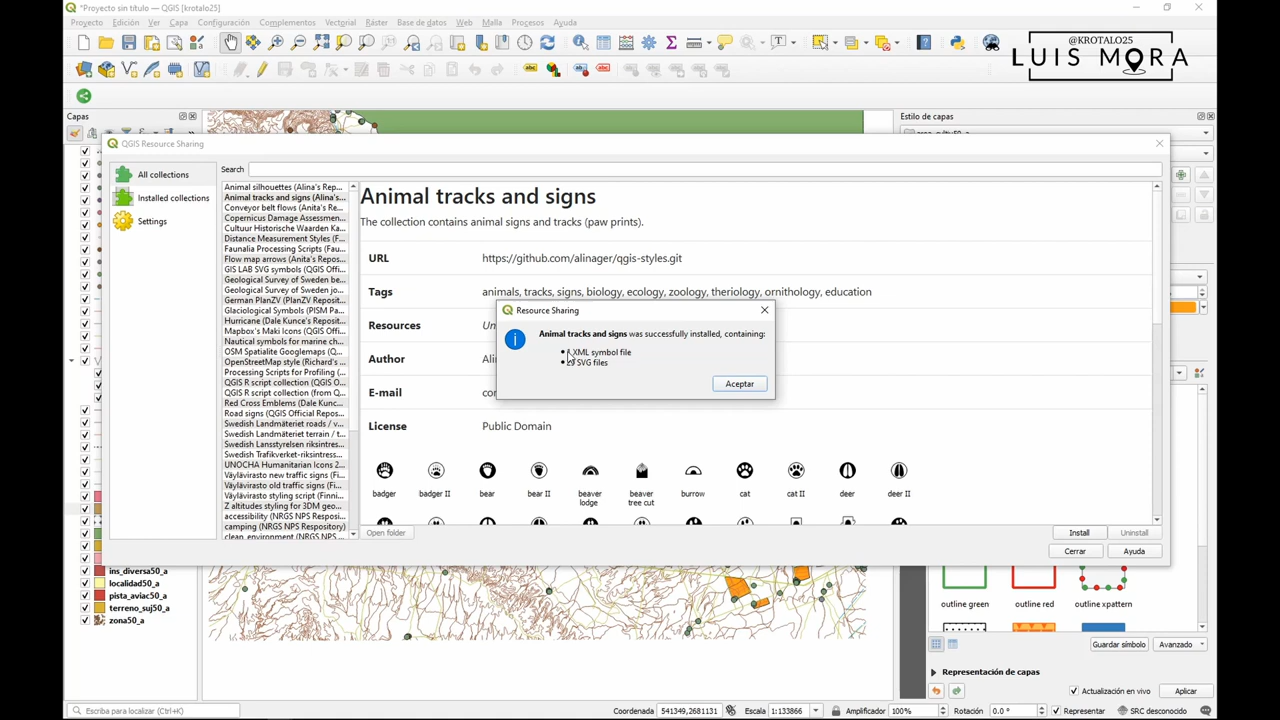 *Proyecto sin título — QGIS [krotalo25]
Proyecto Edición Ver Capa Configuración Complementos Vectorial Ráster Base de datos Web Malla Procesos Ayuda
@KROTALO25
LUIS MORA
Capas
Estilo de capas
QGIS Resource Sharing
All collections
Installed collections
Settings
Search
Animal silhouettes (Alina's Rep...
Animal tracks and signs (Alina's...
Conveyor belt flows (Anita's Re...
Copernicus Damage Assessmen...
Cultuur Historische Waarden Ka...
Distance Measurement Styles (F...
Faunalia Processing Scripts (Fau...
Flow map arrows (Anita's Reposit...
GIS LAB SVG symbols (QGIS Offi...
Geological Survey of Sweden be...
Geological Survey of Sweden jo...
German PlanZV (PlanZV Reposit...
Glaciological Symbols (PISM Pa...
Hurricane (Dale Kunce's Reposit...
Mapbox's Maki Icons (QGIS Offi...
Nautical symbols for marine ch...
OSM Spatialite Googlemaps (Q...
OpenStreetMap style (Richard's ...
Processing Scripts for Profiling (...
QGIS R script collection (QGIS O...
QGIS R script collection (from Q...
Red Cross Emblems (Dale Kunc...
Road signs (QGIS Official Repos...
Swedish Landmäteriet roads / v...
Swedish Landmäteriet terrain / t...
Swedish Lansstyrelsen riksintres...
Swedish Trafikverket-riksintress...
UNOCHA Humanitarian Icons 2...
Väylävirasto new traffic signs (Fi...
Väylävirasto old traffic signs (Fi...
Väylävirasto styling script (Finni...
Z altitudes styling for 3DM geo...
accessibility (NRGS NPS Respository)
camping (NRGS NPS Respository)
Animal tracks and signs
The collection contains animal signs and tracks (paw prints).
URL https://github.com/alinager/qgis-styles.git
Tags animals, tracks, signs, biology, ecology, zoology, theriology, ornithology, education
Resources
Author
E-mail
License Public Domain
badger badger II bear bear II beaver lodge beaver tree cut burrow cat cat II deer deer II
Resource Sharing
Animal tracks and signs was successfully installed, containing:
XML symbol file
SVG files
Aceptar
Open folder
Install
Uninstall
Cerrar
Ayuda
ins_diversa50_a
localidad50_a
pista_aviac50_a
terreno_suj50_a
zona50_a
outline green outline red outline xpattern
Guardar símbolo Avanzado
Representación de capas
Actualización en vivo Aplicar
Escriba para localizar (Ctrl+K)
Coordenada 541349,2681131 Escala 1:133866 Amplificador 100% Rotación 0.0 ° Representar SRC desconocido